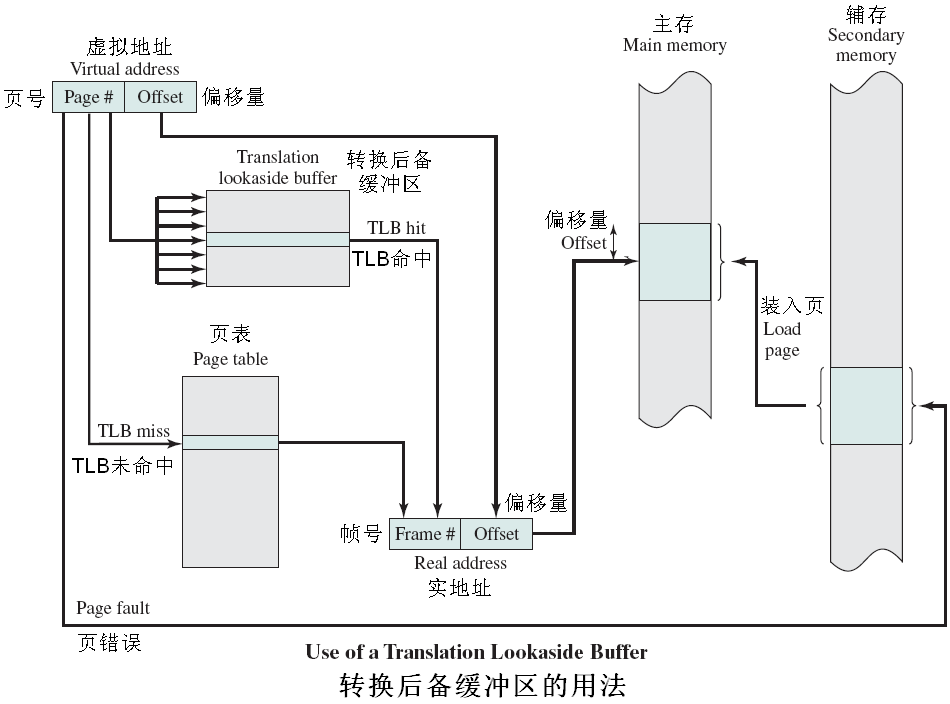 虚拟地址
Virtual address
页号
Page #
Offset
偏移量
主存
Main memory
辅存
Secondary
memory
Translation
lookaside buffer
转换后备
缓冲区
TLB hit
TLB命中
偏移量
Offset
装入页
Load
page
页表
Page table
TLB miss
TLB未命中
偏移量
帧号
Frame #
Offset
Real address
实地址
Page fault
页错误
Use of a Translation Lookaside Buffer
转换后备缓冲区的用法